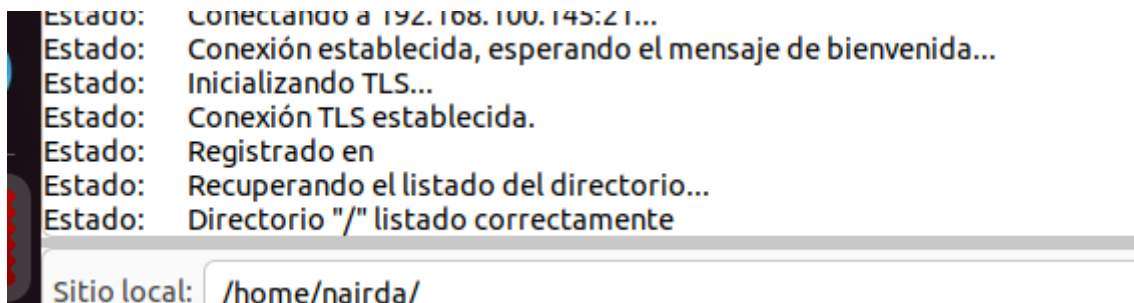 Estado: Conectando a 192.168.100.145:21...
Estado: Conexión establecida, esperando el mensaje de bienvenida...
Estado: Inicializando TLS...
Estado: Conexión TLS establecida.
Estado: Registrado en
Estado: Recuperando el listado del directorio...
Estado: Directorio "/" listado correctamente
Sitio local: /home/nairda/